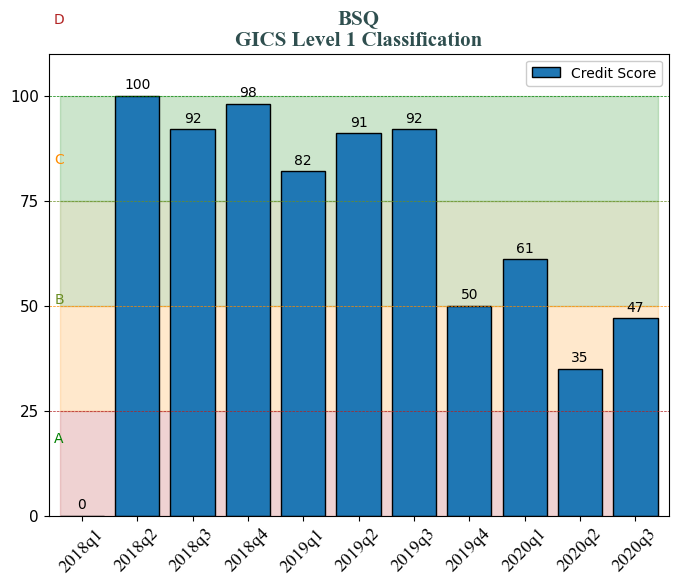 D
BSQ
GICS Level 1 Classification
Credit Score
100
75
50
25
0
C
B
A
0
100
92
98
82
91
92
50
61
35
47
2018q1
2018q2
2018q3
2018q4
2019q1
2019q2
2019q3
2019q4
2020q1
2020q2
2020q3